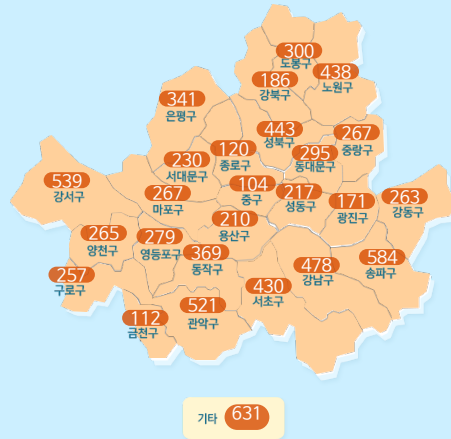 300
도봉구
438
노원구
186
강북구
341
은평구
443
성북구
267
중랑구
120
종로구
295
동대문구
230
서대문구
539
강서구
267
마포구
104
중구
217
성동구
171
광진구
263
강동구
210
용산구
265
양천구
279
영등포구
369
동작구
584
송파구
478
강남구
257
구로구
430
서초구
521
관악구
112
금천구
기타 631